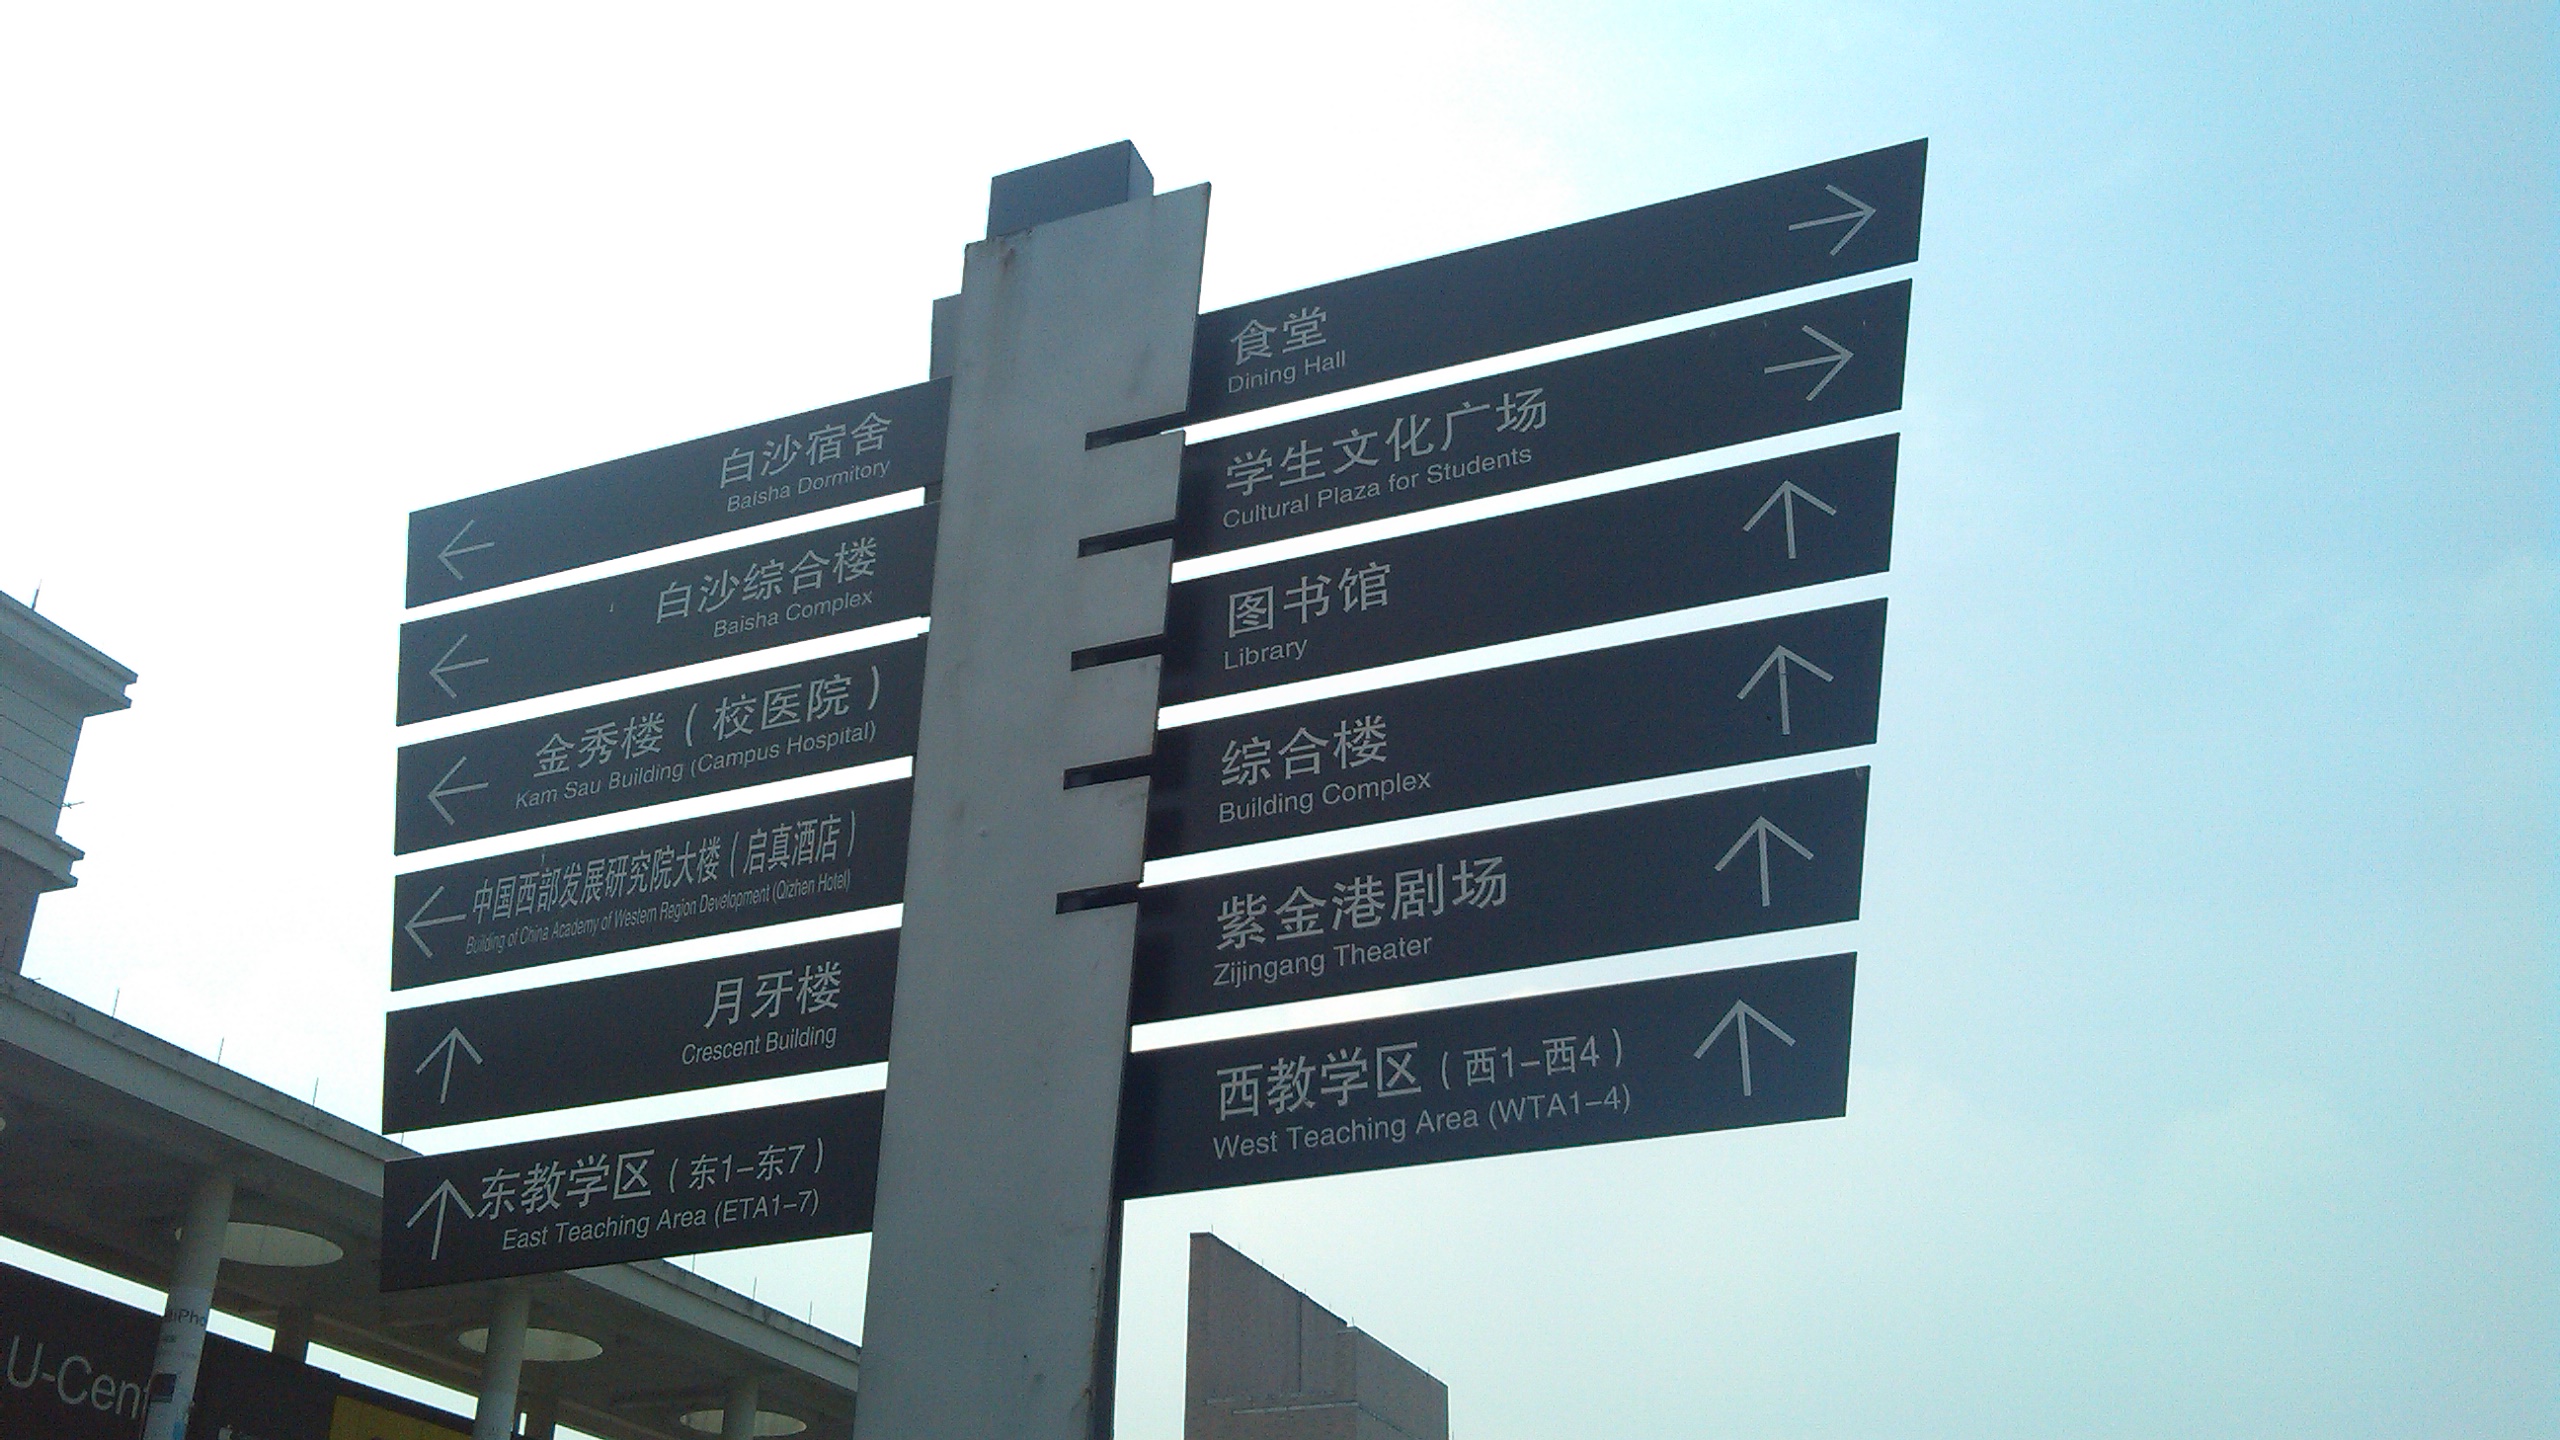 白沙宿舍
Baisha Dormitory
白沙综合楼
Baisha Complex
金秀楼（校医院）
Kam Sau Building (Campus Hospital)
中国西部发展研究院大楼（启真酒店）
Building of China Academy of Western Region Development (Qizhen Hotel)
月牙楼
Crescent Building
东教学区（东1-东7）
East Teaching Area (ETA1-7)
食堂
Dining Hall
学生文化广场
Cultural Plaza for Students
图书馆
Library
综合楼
Building Complex
紫金港剧场
Zijingang Theater
西教学区（西1-西4）
West Teaching Area (WTA1-4)
U-Cent